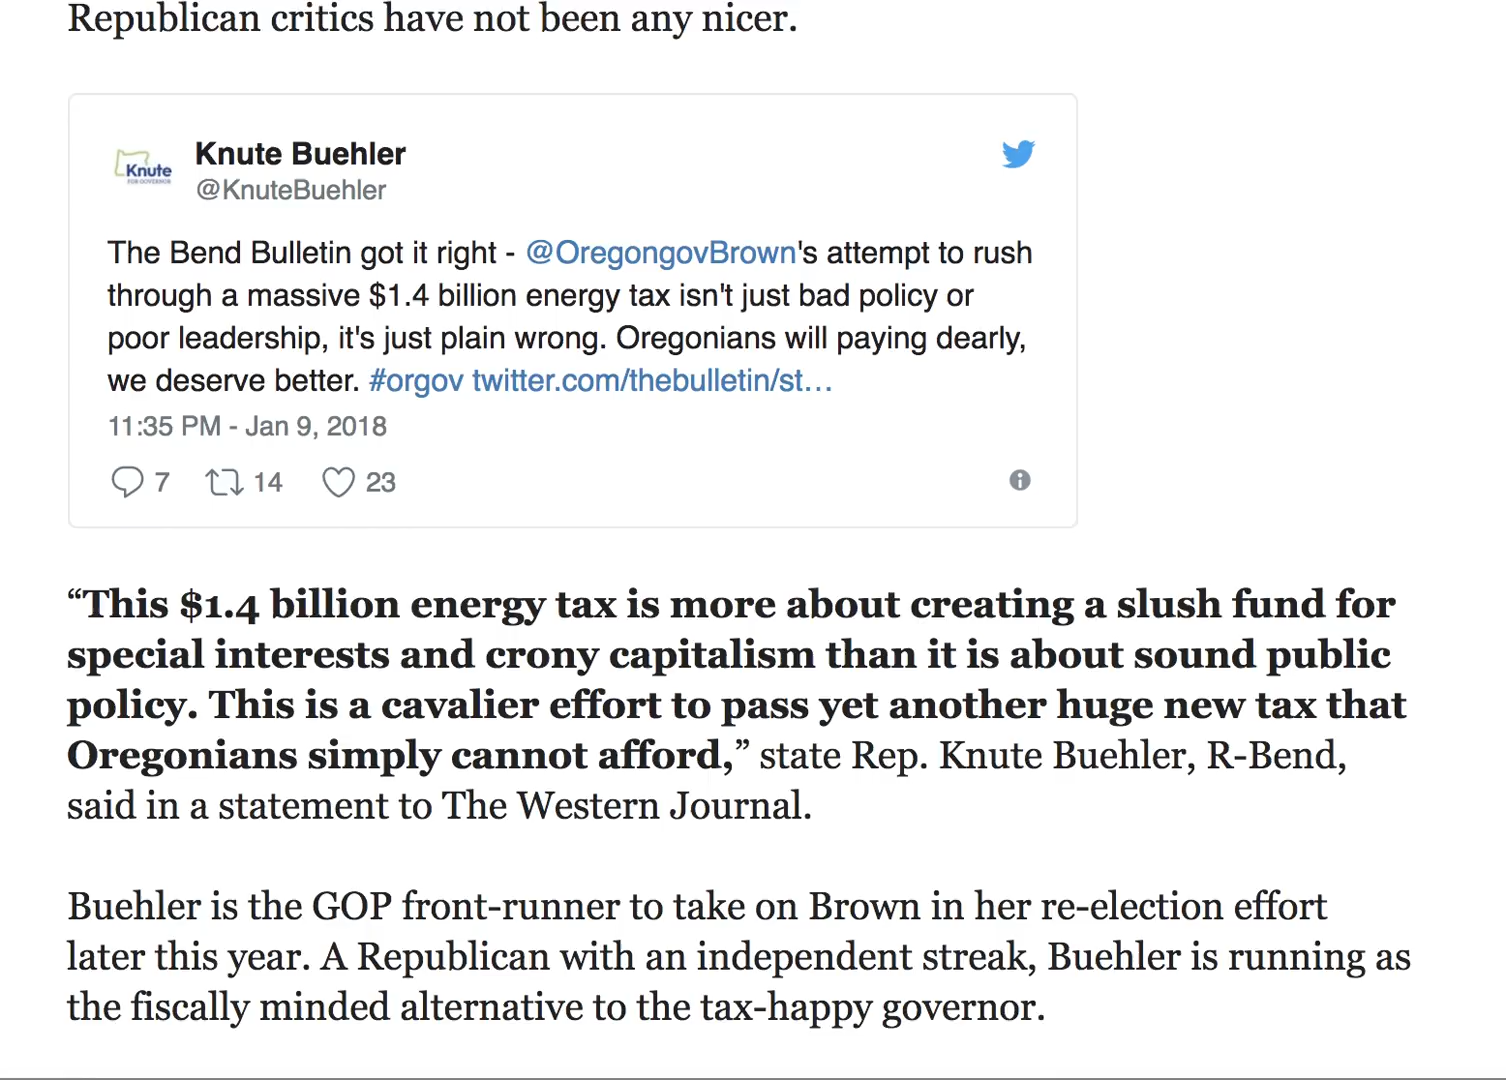 Republican critics have not been any nicer.
Knute
FOR GOVERNOR
Knute Buehler
@KnuteBuehler
The Bend Bulletin got it right - @OregongovBrown's attempt to rush
through a massive $1.4 billion energy tax isn't just bad policy or
poor leadership, it's just plain wrong. Oregonians will paying dearly,
we deserve better. #orgov twitter.com/thebulletin/st…
11:35 PM - Jan 9, 2018
7 14 23
“This $1.4 billion energy tax is more about creating a slush fund for
special interests and crony capitalism than it is about sound public
policy. This is a cavalier effort to pass yet another huge new tax that
Oregonians simply cannot afford,” state Rep. Knute Buehler, R-Bend,
said in a statement to The Western Journal.
Buehler is the GOP front-runner to take on Brown in her re-election effort
later this year. A Republican with an independent streak, Buehler is running as
the fiscally minded alternative to the tax-happy governor.